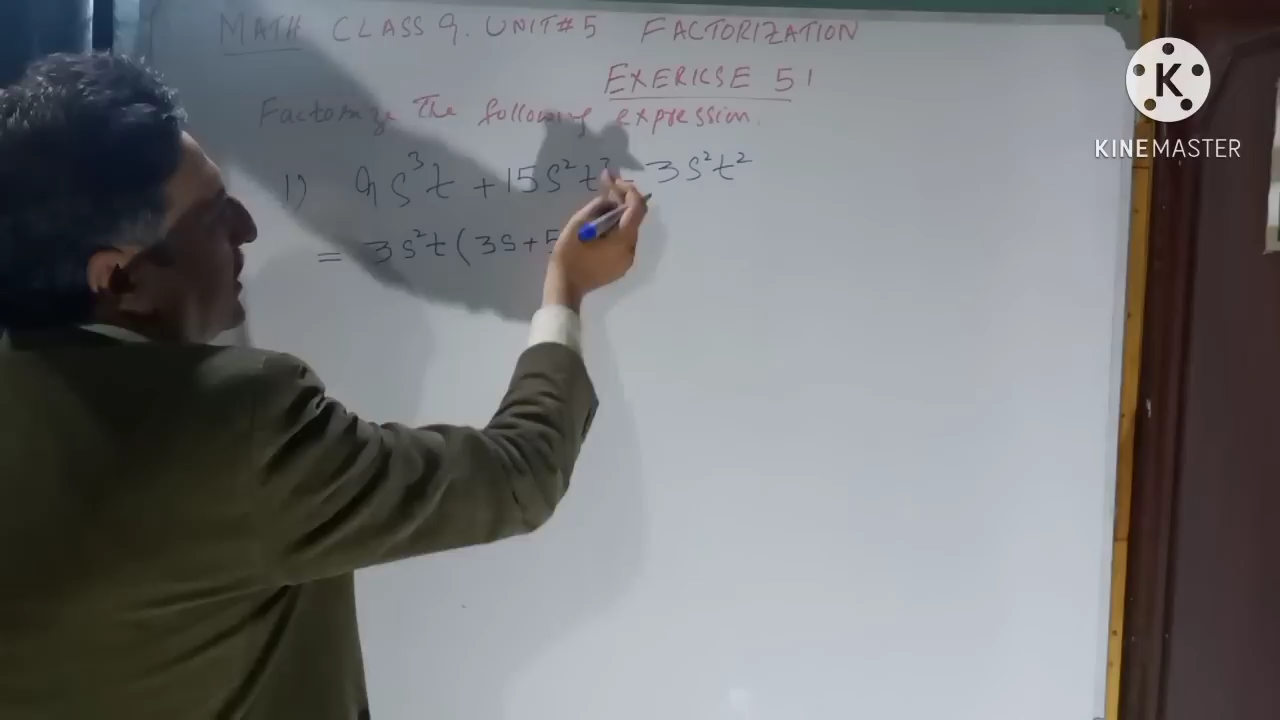 MATH CLASS 9. UNIT # 5 FACTORIZATION
EXERICSE 5 1
Factorize the following expression.
1) 9s³t + 15s²t³ - 3s²t²
= 3s²t(3s+5
K
KINEMASTER